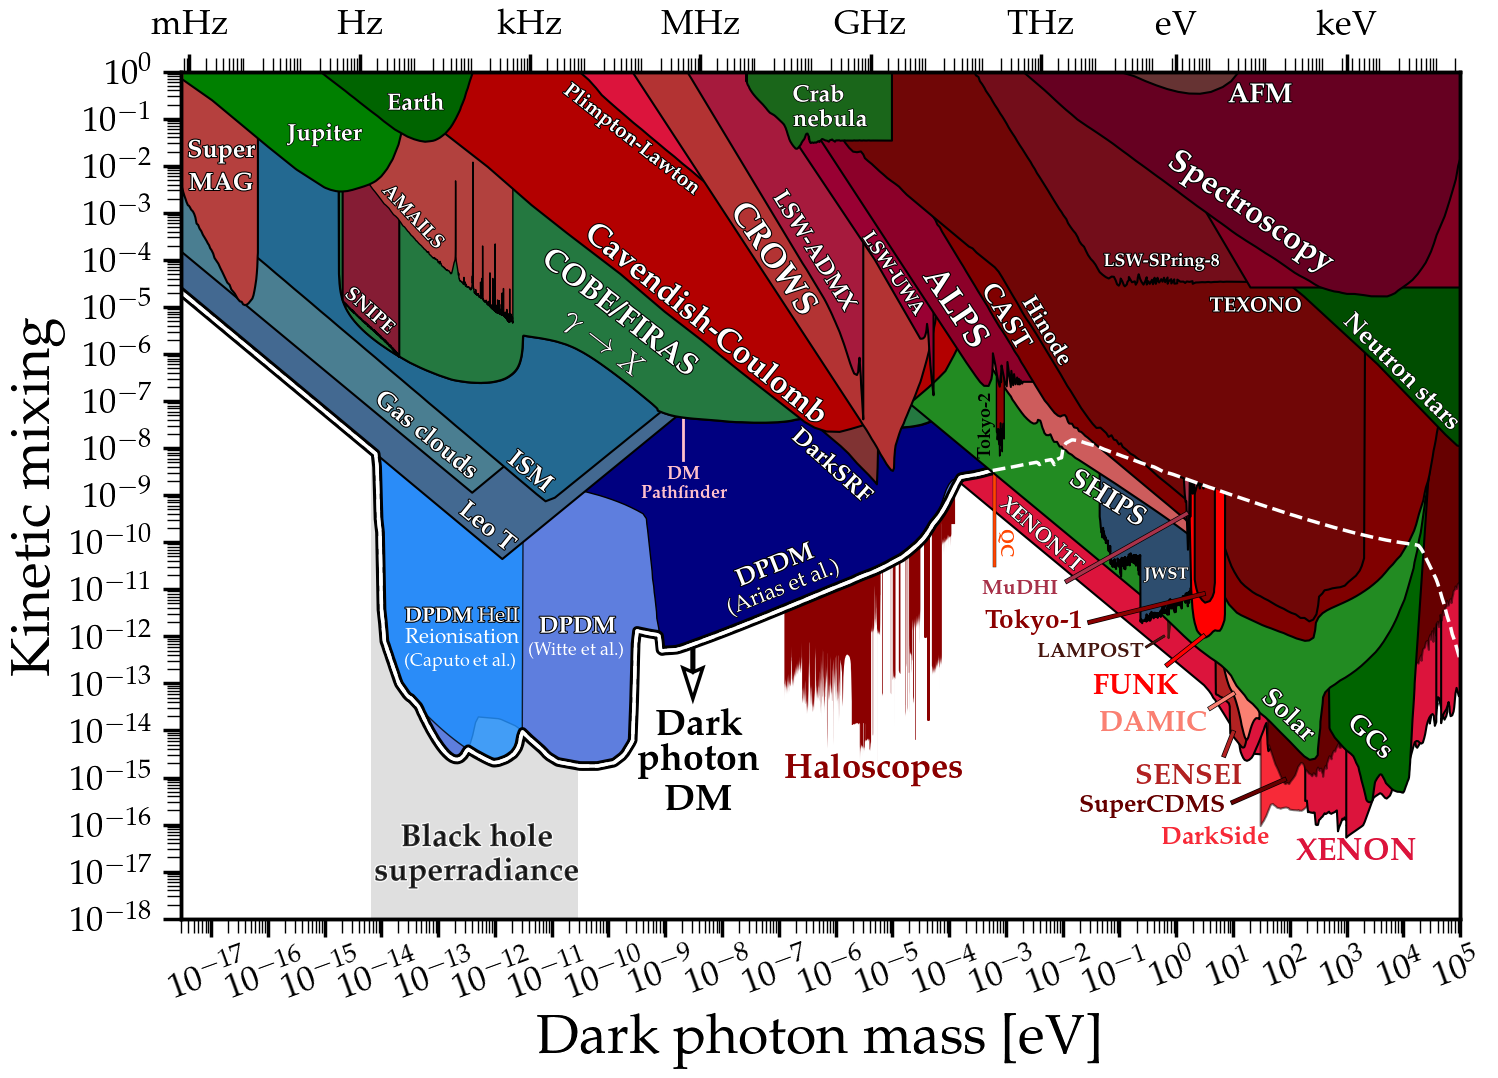 mHz Hz kHz MHz GHz THz eV keV
10^0
10^−1
10^−2
10^−3
10^−4
10^−5
10^−6
10^−7
10^−8
10^−9
10^−10
10^−11
10^−12
10^−13
10^−14
10^−15
10^−16
10^−17
10^−18
Kinetic mixing
Super
MAG
Jupiter
Earth
Plimpton-Lawton
Crab
nebula
AFM
Spectroscopy
AMAILS
SNIPE
COBE/FIRAS
γ → X
Cavendish-Coulomb
CROWS
LSW-ADMX
LSW-UWA
ALPS
CAST
Hinode
LSW-SPring-8
TEXONO
Neutron stars
Gas clouds
ISM
Leo T
DM
Pathfinder
DarkSRF
Tokyo-2
SHIPS
XENON1T
QC
JWST
DPDM
(Arias et al.)
DPDM HeII
Reionisation
(Caputo et al.)
DPDM
(Witte et al.)
MuDHI
Tokyo-1
LAMPOST
FUNK
DAMIC
SENSEI
SuperCDMS
DarkSide
XENON
Solar
GCs
Dark
photon
DM
Haloscopes
Black hole
superradiance
10^−17 10^−16 10^−15 10^−14 10^−13 10^−12 10^−11 10^−10 10^−9 10^−8 10^−7 10^−6 10^−5 10^−4 10^−3 10^−2 10^−1 10^0 10^1 10^2 10^3 10^4 10^5
Dark photon mass [eV]